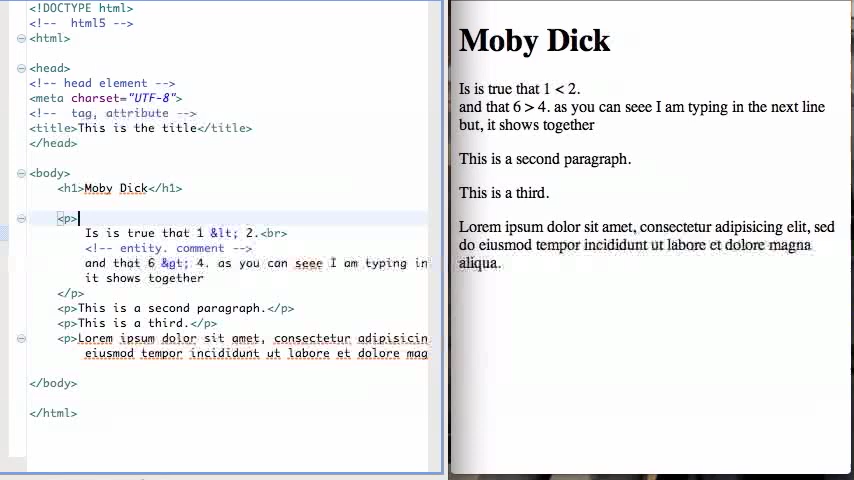 <!DOCTYPE html>
<!--  html5 -->
<html>
<head>
<!-- head element -->
<meta charset="UTF-8">
<!--  tag, attribute -->
<title>This is the title</title>
</head>
<body>
<h1>Moby Dick</h1>
<p>
Is is true that 1 &lt; 2.<br>
<!-- entity. comment -->
and that 6 &gt; 4. as you can seee I am typing in
it shows together
</p>
<p>This is a second paragraph.</p>
<p>This is a third.</p>
<p>Lorem ipsum dolor sit amet, consectetur adipisicin
eiusmod tempor incididunt ut labore et dolore mag
</body>
</html>
Moby Dick
Is is true that 1 < 2.
and that 6 > 4. as you can seee I am typing in the next line
but, it shows together
This is a second paragraph.
This is a third.
Lorem ipsum dolor sit amet, consectetur adipisicing elit, sed
do eiusmod tempor incididunt ut labore et dolore magna
aliqua.